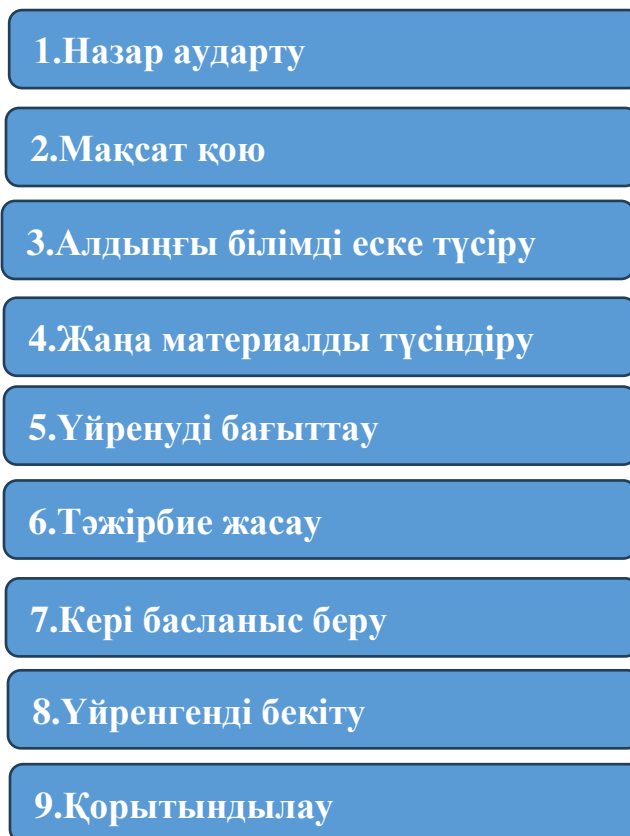 1.Назар аударту
2.Мақсат қою
3.Алдыңғы білімді еске түсіру
4.Жаңа материалды түсіндіру
5.Үйренуді бағыттау
6.Тәжірбие жасау
7.Кері басланыс беру
8.Үйренгенді бекіту
9.Қорытындылау